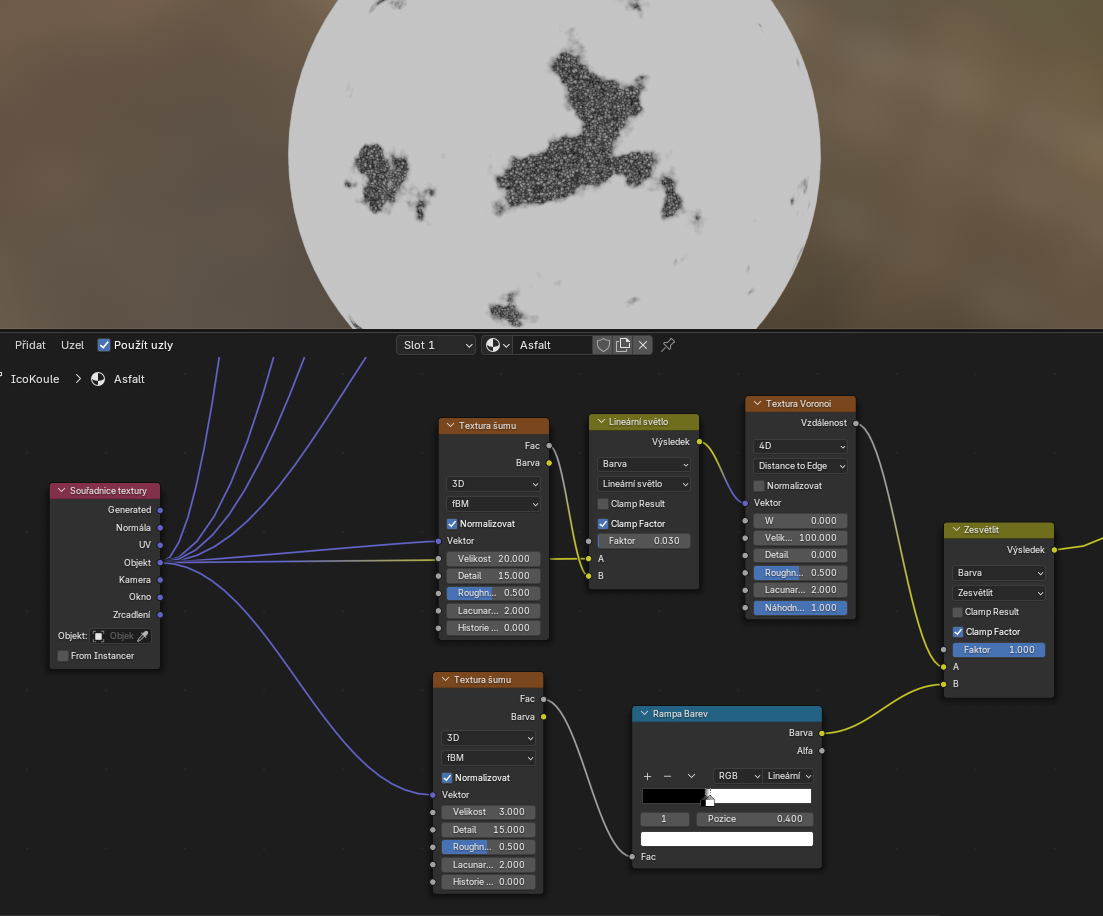 Přidat Uzel Použít uzly Slot 1 Asfalt
IcoKoule Asfalt
Souřadnice textury
Generated
Normála
UV
Objekt
Kamera
Okno
Zrcadlení
Objekt: Objek
From Instancer
Textura šumu
Fac
Barva
3D
fBM
Normalizovat
Vektor
Velikost 20.000
Detail 15.000
Roughn... 0.500
Lacunar... 2.000
Historie ... 0.000
Lineární světlo
Výsledek
Barva
Lineární světlo
Clamp Result
Clamp Factor
Faktor 0.030
A
B
Textura Voronoi
Vzdálenost
4D
Distance to Edge
Normalizovat
Vektor
W 0.000
Velik... 100.000
Detail 0.000
Roughn... 0.500
Lacunar... 2.000
Náhodn... 1.000
Zesvětlit
Výsledek
Barva
Zesvětlit
Clamp Result
Clamp Factor
Faktor 1.000
A
B
Textura šumu
Fac
Barva
3D
fBM
Normalizovat
Vektor
Velikost 3.000
Detail 15.000
Roughn... 0.500
Lacunar... 2.000
Historie ... 0.000
Rampa Barev
Barva
Alfa
RGB Lineární
1 Pozice 0.400
Fac